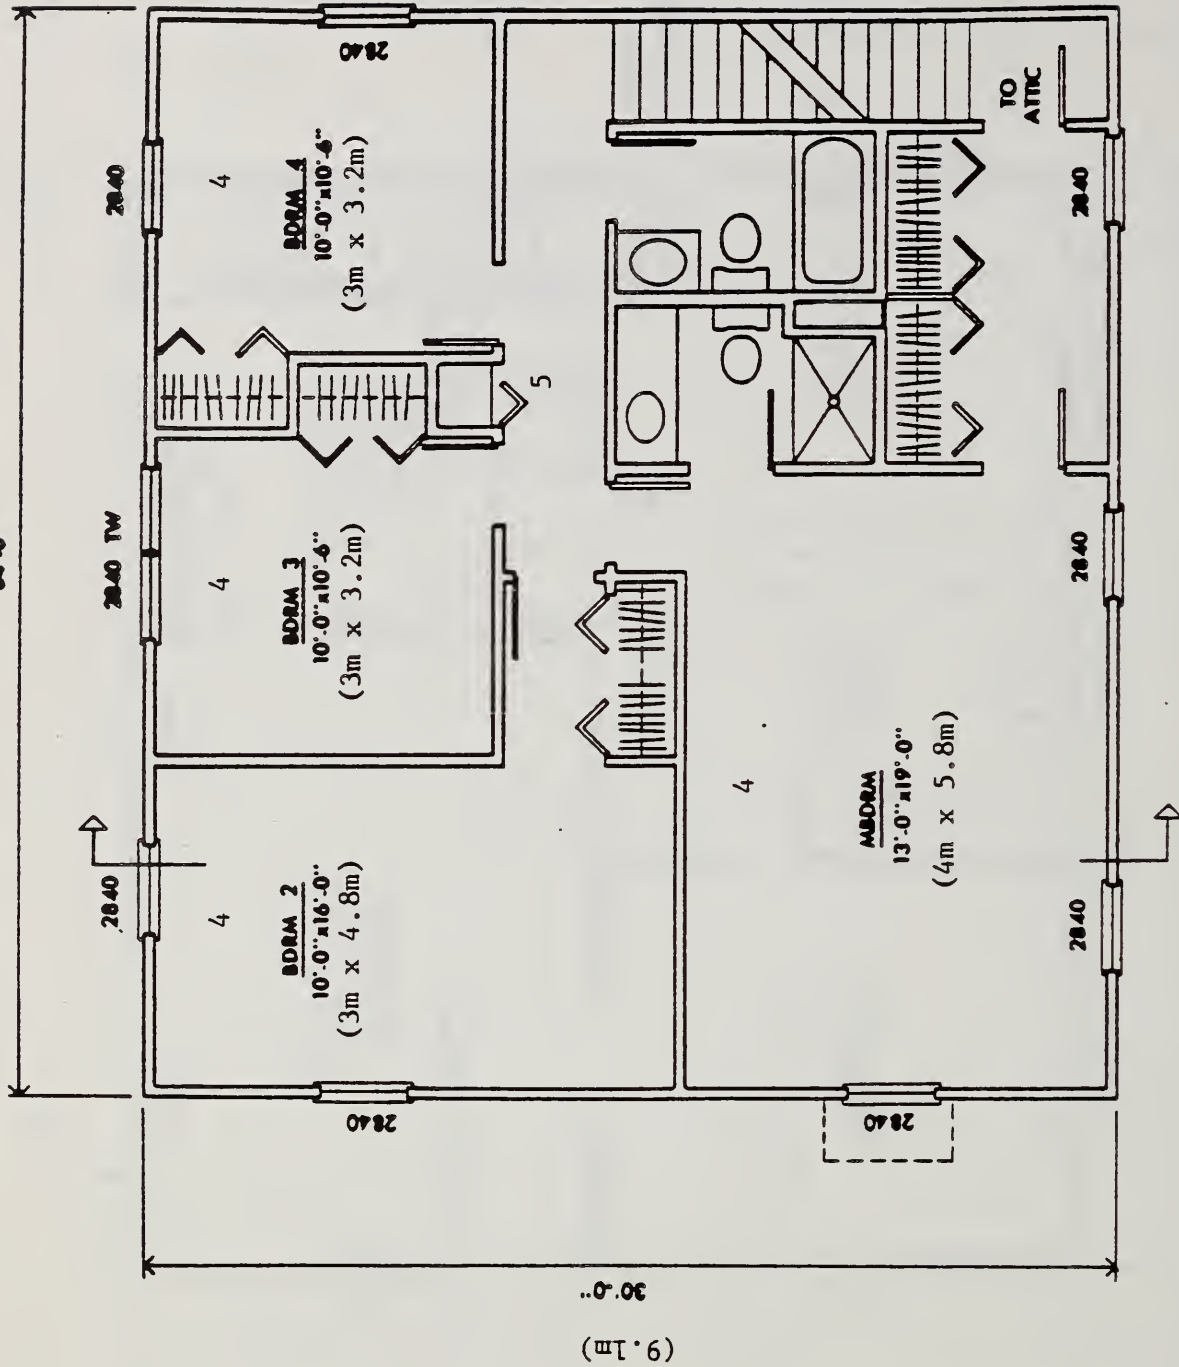 2840
2840 TW
2840
4
4
4
BDRM 2
10'-0"x16'-0"
(3m x 4.8m)
BDRM 3
10'-0"x10'-6"
(3m x 3.2m)
BDRM 4
10'-0"x10'-6"
(3m x 3.2m)
2840
2840
5
4
MBDRM
13'-0"x19'-0"
(4m x 5.8m)
TO
ATTIC
2840
2840
2840
2840
30'-0"
(9.1m)